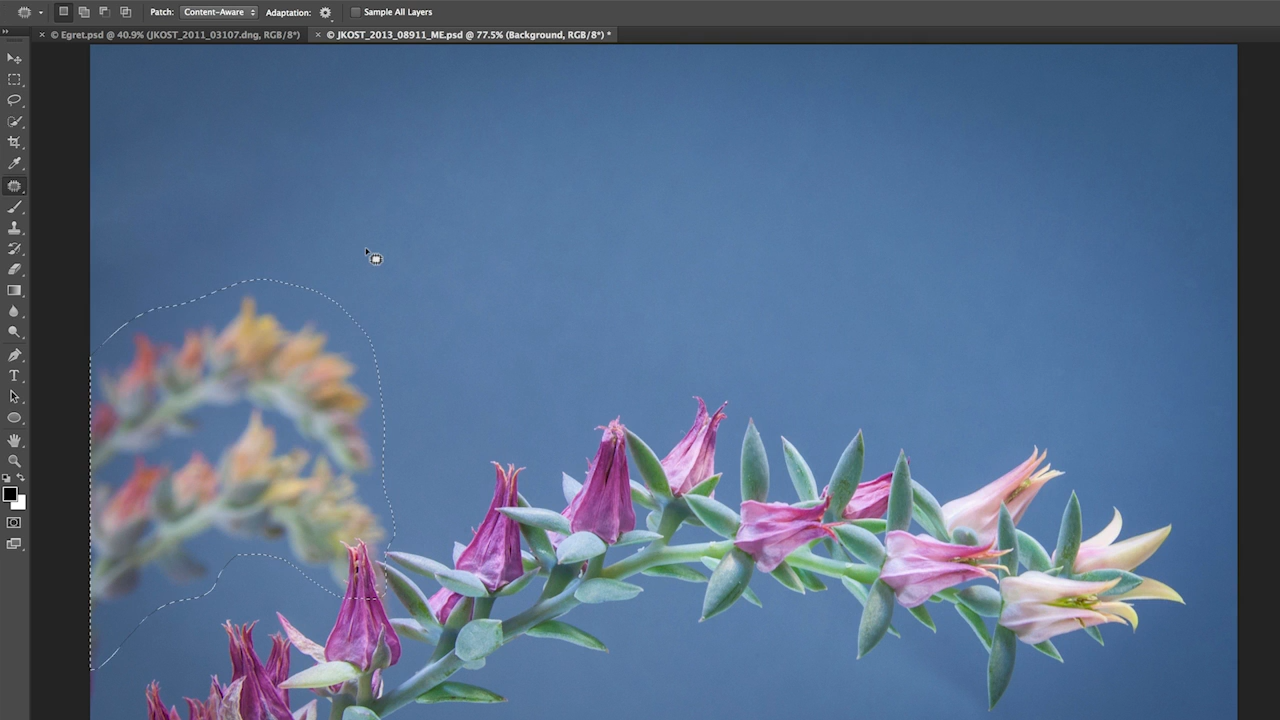 Patch: Content-Aware Adaptation: Sample All Layers
× © Egret.psd @ 40.9% (JKOST_2011_03107.dng, RGB/8*) × © JKOST_2013_08911_ME.psd @ 77.5% (Background, RGB/8*) *
T